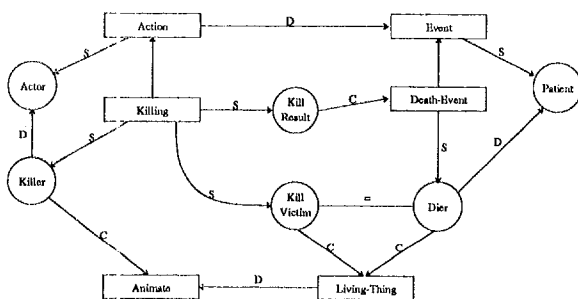 Action
D
Event
S
S
Actor
Patient
Killing
S
Kill
Result
C
Death-Event
D
S
S
D
Killer
S
Kill
Victim
=
Dier
C
C
C
Animate
D
Living-Thing